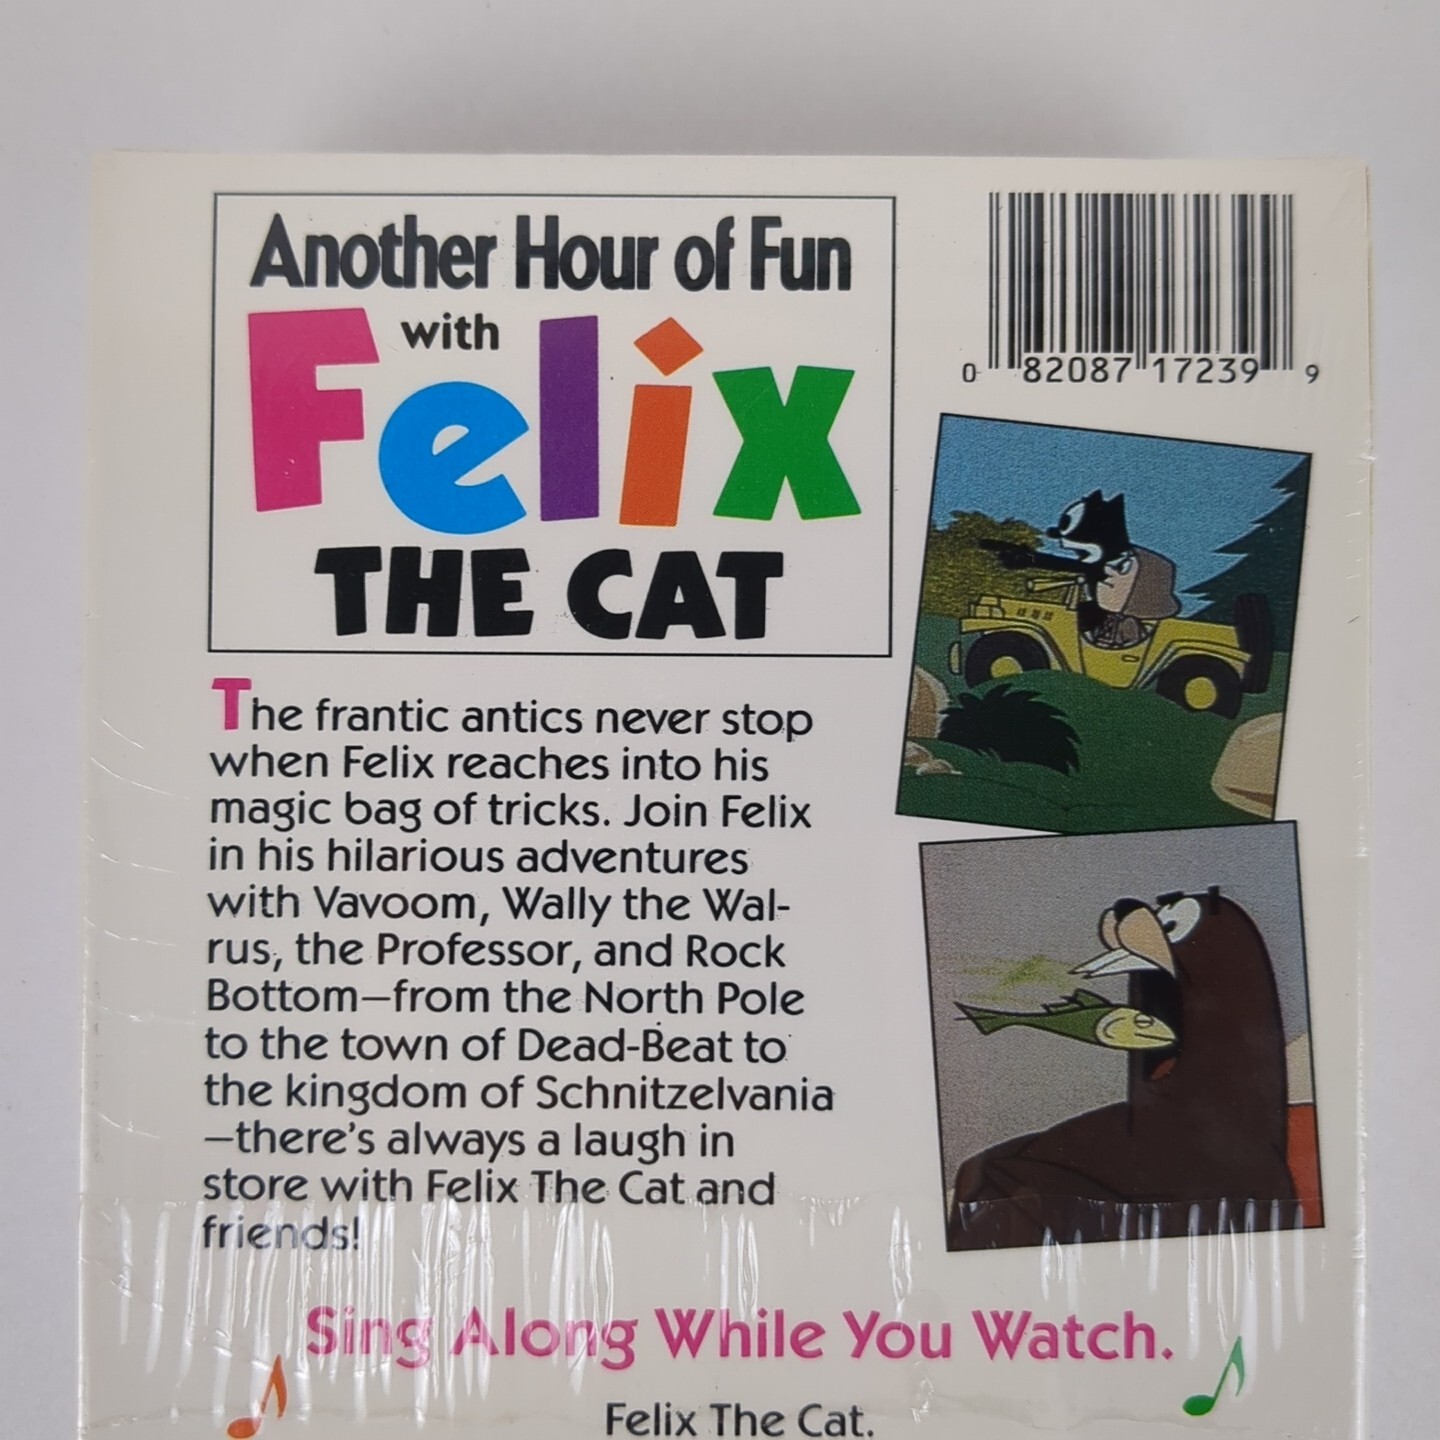 Another Hour of Fun
with
Felix
THE CAT
0 82087 17239 9
The frantic antics never stop
when Felix reaches into his
magic bag of tricks. Join Felix
in his hilarious adventures
with Vavoom, Wally the Wal-
rus, the Professor, and Rock
Bottom—from the North Pole
to the town of Dead-Beat to
the kingdom of Schnitzelvania
—there's always a laugh in
store with Felix The Cat and
friends!
Sing Along While You Watch.
Felix The Cat.